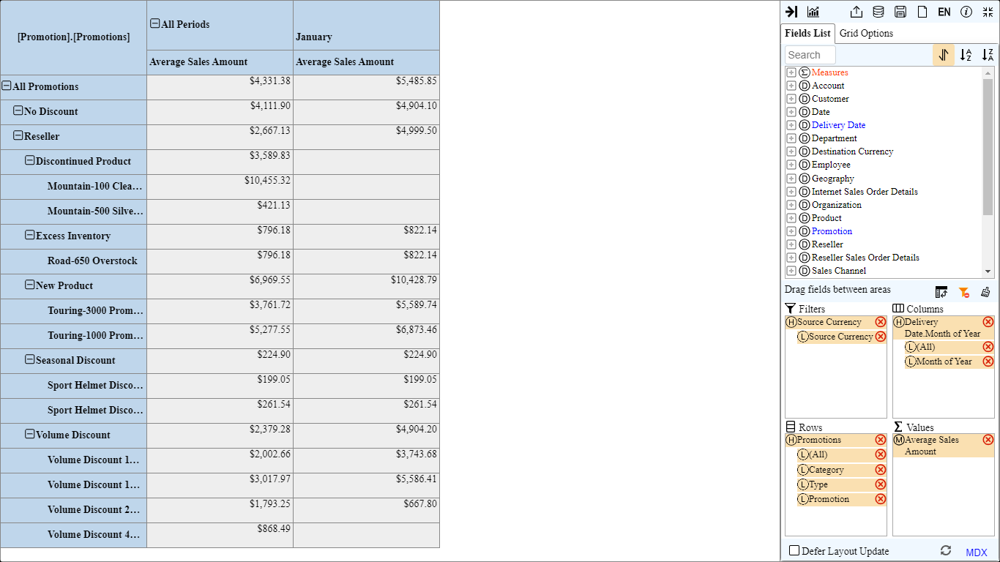 [Promotion].[Promotions]
All Periods
January
Average Sales Amount
Average Sales Amount
All Promotions $4,331.38 $5,485.85
No Discount $4,111.90 $4,904.10
Reseller $2,667.13 $4,999.50
Discontinued Product $3,589.83
Mountain-100 Clea… $10,455.32
Mountain-500 Silve… $421.13
Excess Inventory $796.18 $822.14
Road-650 Overstock $796.18 $822.14
New Product $6,969.55 $10,428.79
Touring-3000 Prom… $3,761.72 $5,589.74
Touring-1000 Prom… $5,277.55 $6,873.46
Seasonal Discount $224.90 $224.90
Sport Helmet Disco… $199.05 $199.05
Sport Helmet Disco… $261.54 $261.54
Volume Discount $2,379.28 $4,904.20
Volume Discount 1… $2,002.66 $3,743.68
Volume Discount 1… $3,017.97 $5,586.41
Volume Discount 2… $1,793.25 $667.80
Volume Discount 4… $868.49
EN
Fields List Grid Options
Search
Measures
Account
Customer
Date
Delivery Date
Department
Destination Currency
Employee
Geography
Internet Sales Order Details
Organization
Product
Promotion
Reseller
Reseller Sales Order Details
Sales Channel
Drag fields between areas
Filters
Source Currency
Source Currency
Columns
Delivery
Date.Month of Year
(All)
Month of Year
Rows
Promotions
(All)
Category
Type
Promotion
Values
Average Sales
Amount
Defer Layout Update
MDX